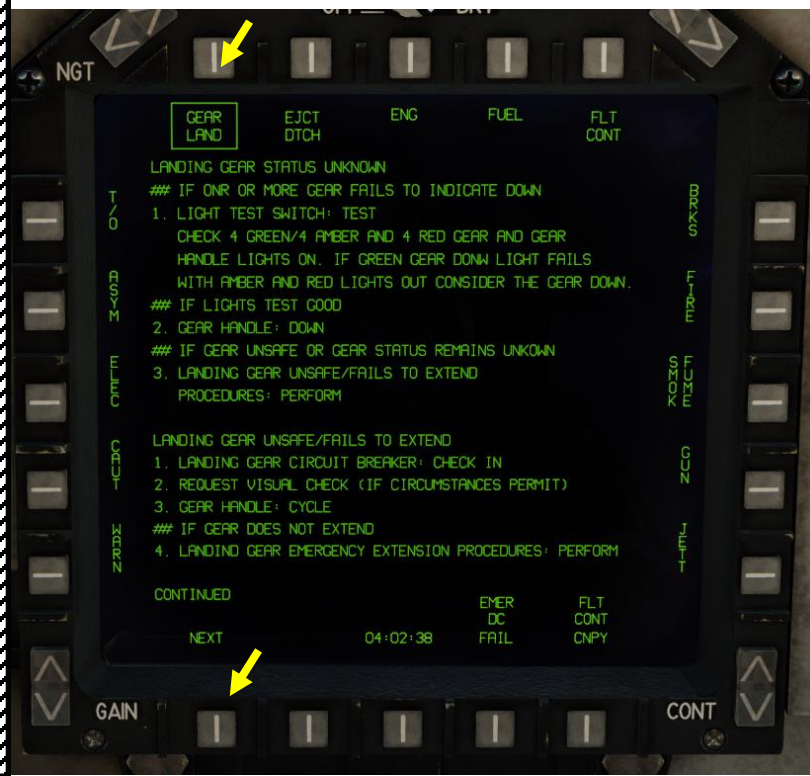 NGT
GEAR LAND
EJCT DTCH
ENG
FUEL
FLT CONT
LANDING GEAR STATUS UNKNOWN
## IF ONR OR MORE GEAR FAILS TO INDICATE DOWN
1. LIGHT TEST SWITCH: TEST
CHECK 4 GREEN/4 AMBER AND 4 RED GEAR AND GEAR
HANDLE LIGHTS ON. IF GREEN GEAR DONW LIGHT FAILS
WITH AMBER AND RED LIGHTS OUT CONSIDER THE GEAR DOWN.
## IF LIGHTS TEST GOOD
2. GEAR HANDLE: DOWN
## IF GEAR UNSAFE OR GEAR STATUS REMAINS UNKOWN
3. LANDING GEAR UNSAFE/FAILS TO EXTEND
PROCEDURES: PERFORM
LANDING GEAR UNSAFE/FAILS TO EXTEND
1. LANDING GEAR CIRCUIT BREAKER: CHECK IN
2. REQUEST VISUAL CHECK (IF CIRCUMSTANCES PERMIT)
3. GEAR HANDLE: CYCLE
## IF GEAR DOES NOT EXTEND
4. LANDIND GEAR EMERGENCY EXTENSION PROCEDURES: PERFORM
CONTINUED
T/O
ASYM
ELEC
CAUT
WARN
BRKS
FIRE
SMOK FUME
GUN
JETT
NEXT
04:02:38
EMER DC FAIL
FLT CONT CNPY
GAIN
CONT